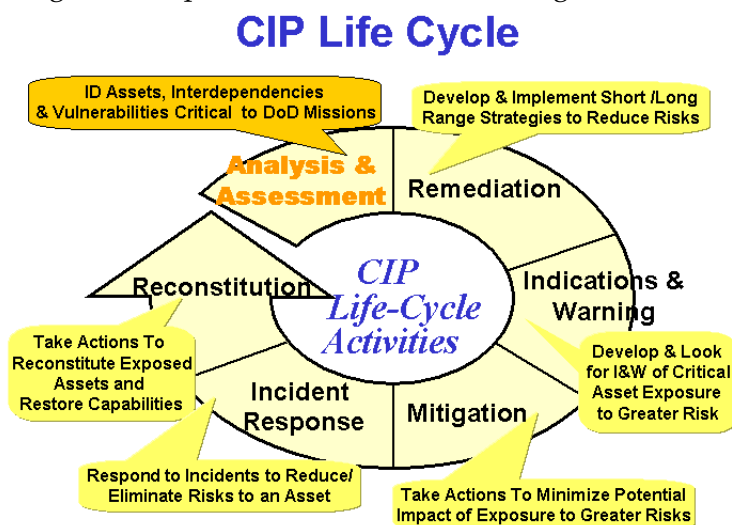 CIP Life Cycle
ID Assets, Interdependencies
& Vulnerabilities Critical to DoD Missions
Develop & Implement Short /Long
Range Strategies to Reduce Risks
Analysis &
Assessment
Remediation
Indications &
Warning
Develop & Look
for I&W of Critical
Asset Exposure
to Greater Risk
Mitigation
Take Actions To Minimize Potential
Impact of Exposure to Greater Risks
Incident
Response
Respond to Incidents to Reduce/
Eliminate Risks to an Asset
Reconstitution
Take Actions To
Reconstitute Exposed
Assets and
Restore Capabilities
CIP
Life-Cycle
Activities